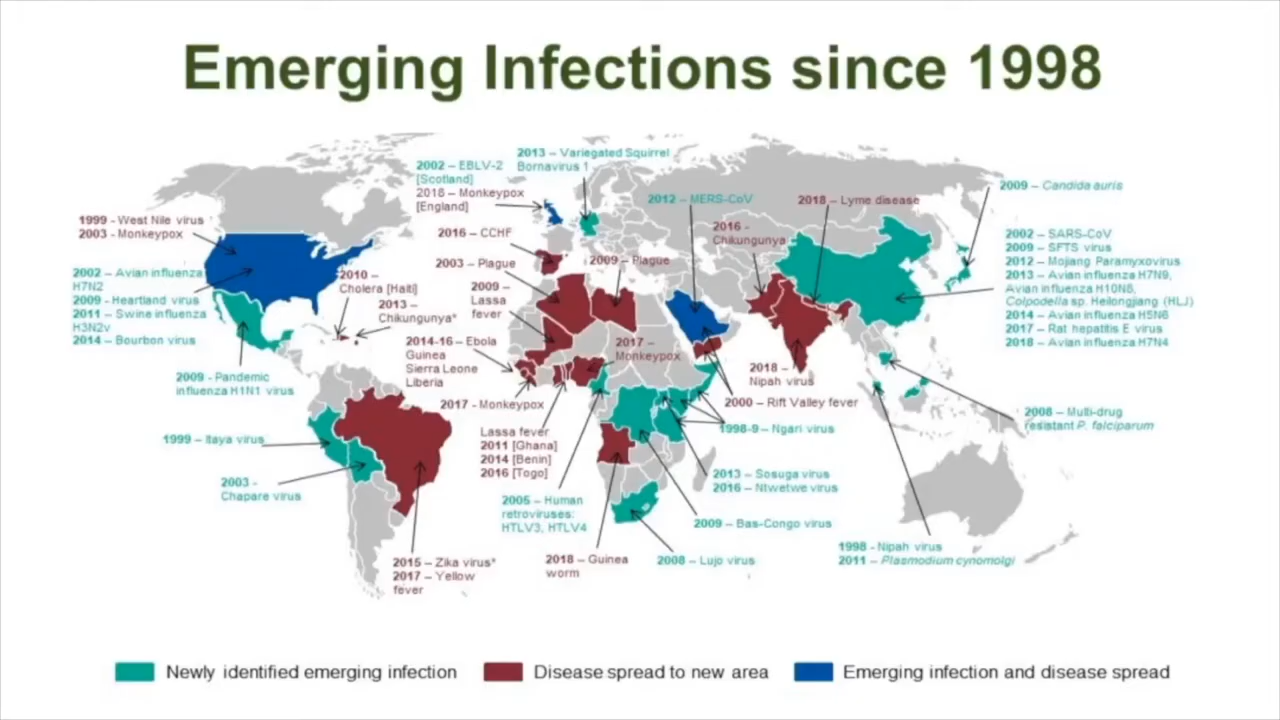 Emerging Infections since 1998
2013 – Variegated Squirrel
Bornavirus 1
2002 – EBLV-2
[Scotland]
2018 – Monkeypox
[England]
2012 – MERS-CoV
2018 – Lyme disease
2009 – Candida auris
1999 - West Nile virus
2003 - Monkeypox
2016 – CCHF
2016 -
Chikungunya
2002 – SARS-CoV
2009 – SFTS virus
2012 – Mojiang Paramyxovirus
2013 – Avian influenza H7N9,
Avian influenza H10N8,
Colpodella sp. Heilongjiang (HLJ)
2014 – Avian influenza H5N6
2017 – Rat hepatitis E virus
2018 – Avian influenza H7N4
2003 – Plague
2009 – Plague
2002 – Avian influenza
H7N2
2009 - Heartland virus
2011 – Swine influenza
H3N2v
2014 – Bourbon virus
2010 –
Cholera [Haiti]
2013 –
Chikungunya*
2009 –
Lassa
fever
2014-16 – Ebola
Guinea
Sierra Leone
Liberia
2017 -
Monkeypox
2018 –
Nipah virus
2009 - Pandemic
influenza H1N1 virus
2017 - Monkeypox
2000 – Rift Valley fever
2008 – Multi-drug
resistant P. falciparum
1999 – Itaya virus
Lassa fever
2011 [Ghana]
2014 [Benin]
2016 [Togo]
1998-9 – Ngari virus
2003 -
Chapare virus
2013 – Sosuga virus
2016 – Ntwetwe virus
2005 – Human
retroviruses:
HTLV3, HTLV4
2009 – Bas-Congo virus
2015 – Zika virus*
2017 – Yellow
fever
2018 – Guinea
worm
2008 – Lujo virus
1998 - Nipah virus
2011 – Plasmodium cynomolgi
Newly identified emerging infection
Disease spread to new area
Emerging infection and disease spread